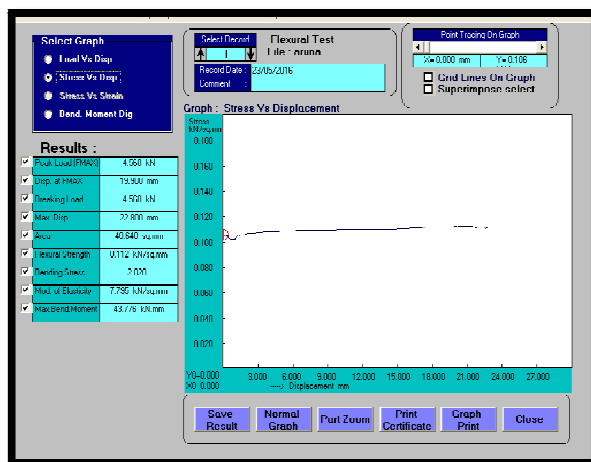 Select Graph
Load Vs Disp
Stress Vs Disp
Stress Vs Strain
Bend. Moment Dig
Select Record
1
Flexural Test
File : aruna
Record Date : 23/05/2016
Comment :
Point Tracing On Graph
X= 0.000 mm Y= 0.106
Grid Lines On Graph
Superimpose select
Graph : Stress Vs Displacement
Results :
Peak Load (FMAX) 4.560 kN
Disp. at FMAX 19.900 mm
Breaking Load 4.560 kN
Max. Disp. 22.800 mm
Area 40.640 sq.mm
Flexural Strength 0.112 kN/sq.mm
Bending Stress 2.020
Mod. of Elasticity 7.795 kN/sq.mm
Max.Bend.Moment 43.776 kN.mm
Stress
kN/sq.mm
0.160
0.140
0.120
0.100
0.080
0.060
0.040
0.020
Y0=0.000
X0 0.000
3.000 6.000 9.000 12.000 15.000 18.000 21.000 24.000 27.000
----> Displacement mm
Save Result
Normal Graph
Part Zoom
Print Certificate
Graph Print
Close